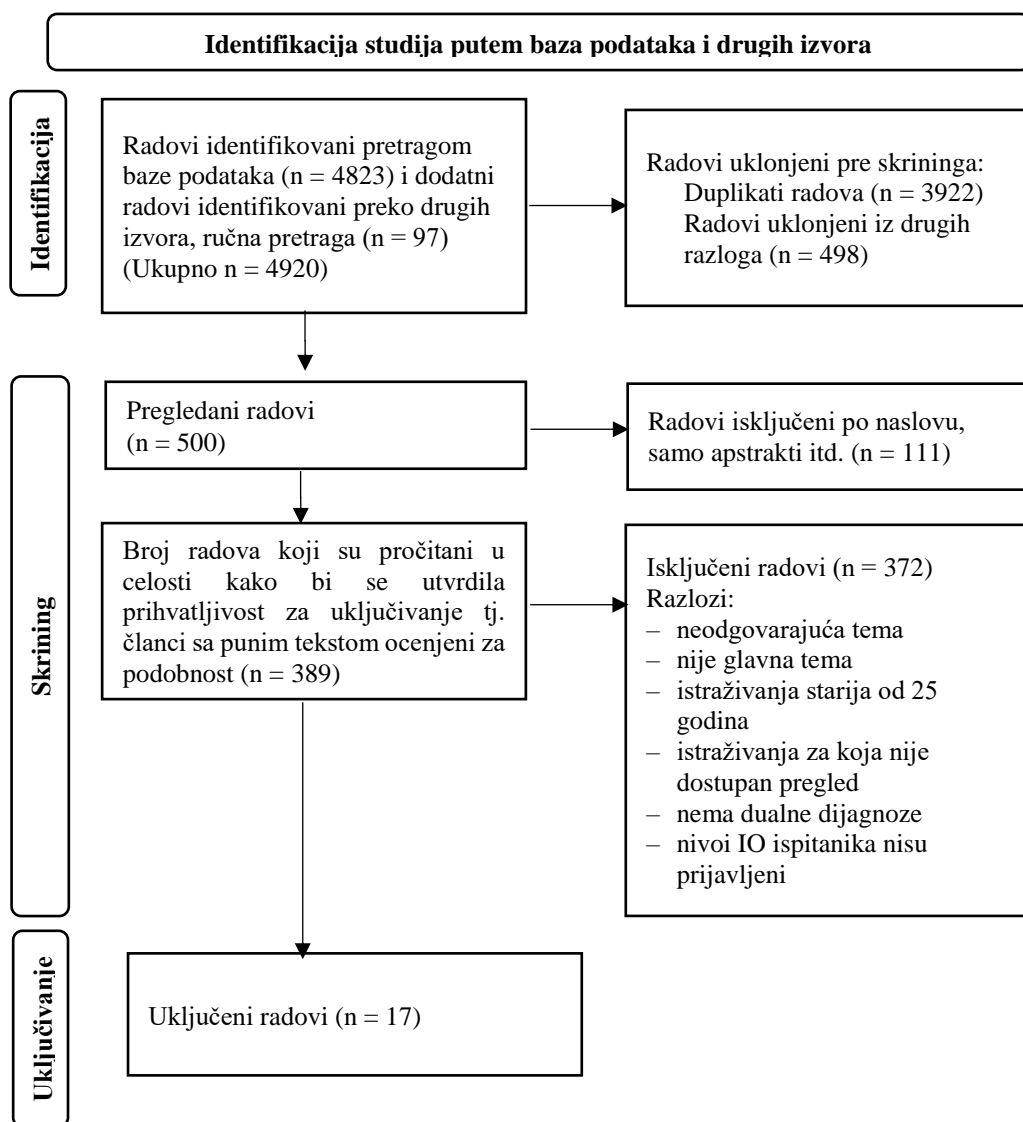 Identifikacija studija putem baza podataka i drugih izvora
Identifikacija
Radovi identifikovani pretragom
baze podataka (n = 4823) i dodatni
radovi identifikovani preko drugih
izvora, ručna pretraga (n = 97)
(Ukupno n = 4920)
Radovi uklonjeni pre skrininga:
Duplikati radova (n = 3922)
Radovi uklonjeni iz drugih
razloga (n = 498)
Skrining
Pregledani radovi
(n = 500)
Radovi isključeni po naslovu,
samo apstrakti itd. (n = 111)
Broj radova koji su pročitani u
celosti kako bi se utvrdila
prihvatljivost za uključivanje tj.
članci sa punim tekstom ocenjeni za
podobnost (n = 389)
Isključeni radovi (n = 372)
Razlozi:
– neodgovarajuća tema
– nije glavna tema
– istraživanja starija od 25
godina
– istraživanja za koja nije
dostupan pregled
– nema dualne dijagnoze
– nivoi IO ispitanika nisu
prijavljeni
Uključivanje
Uključeni radovi (n = 17)